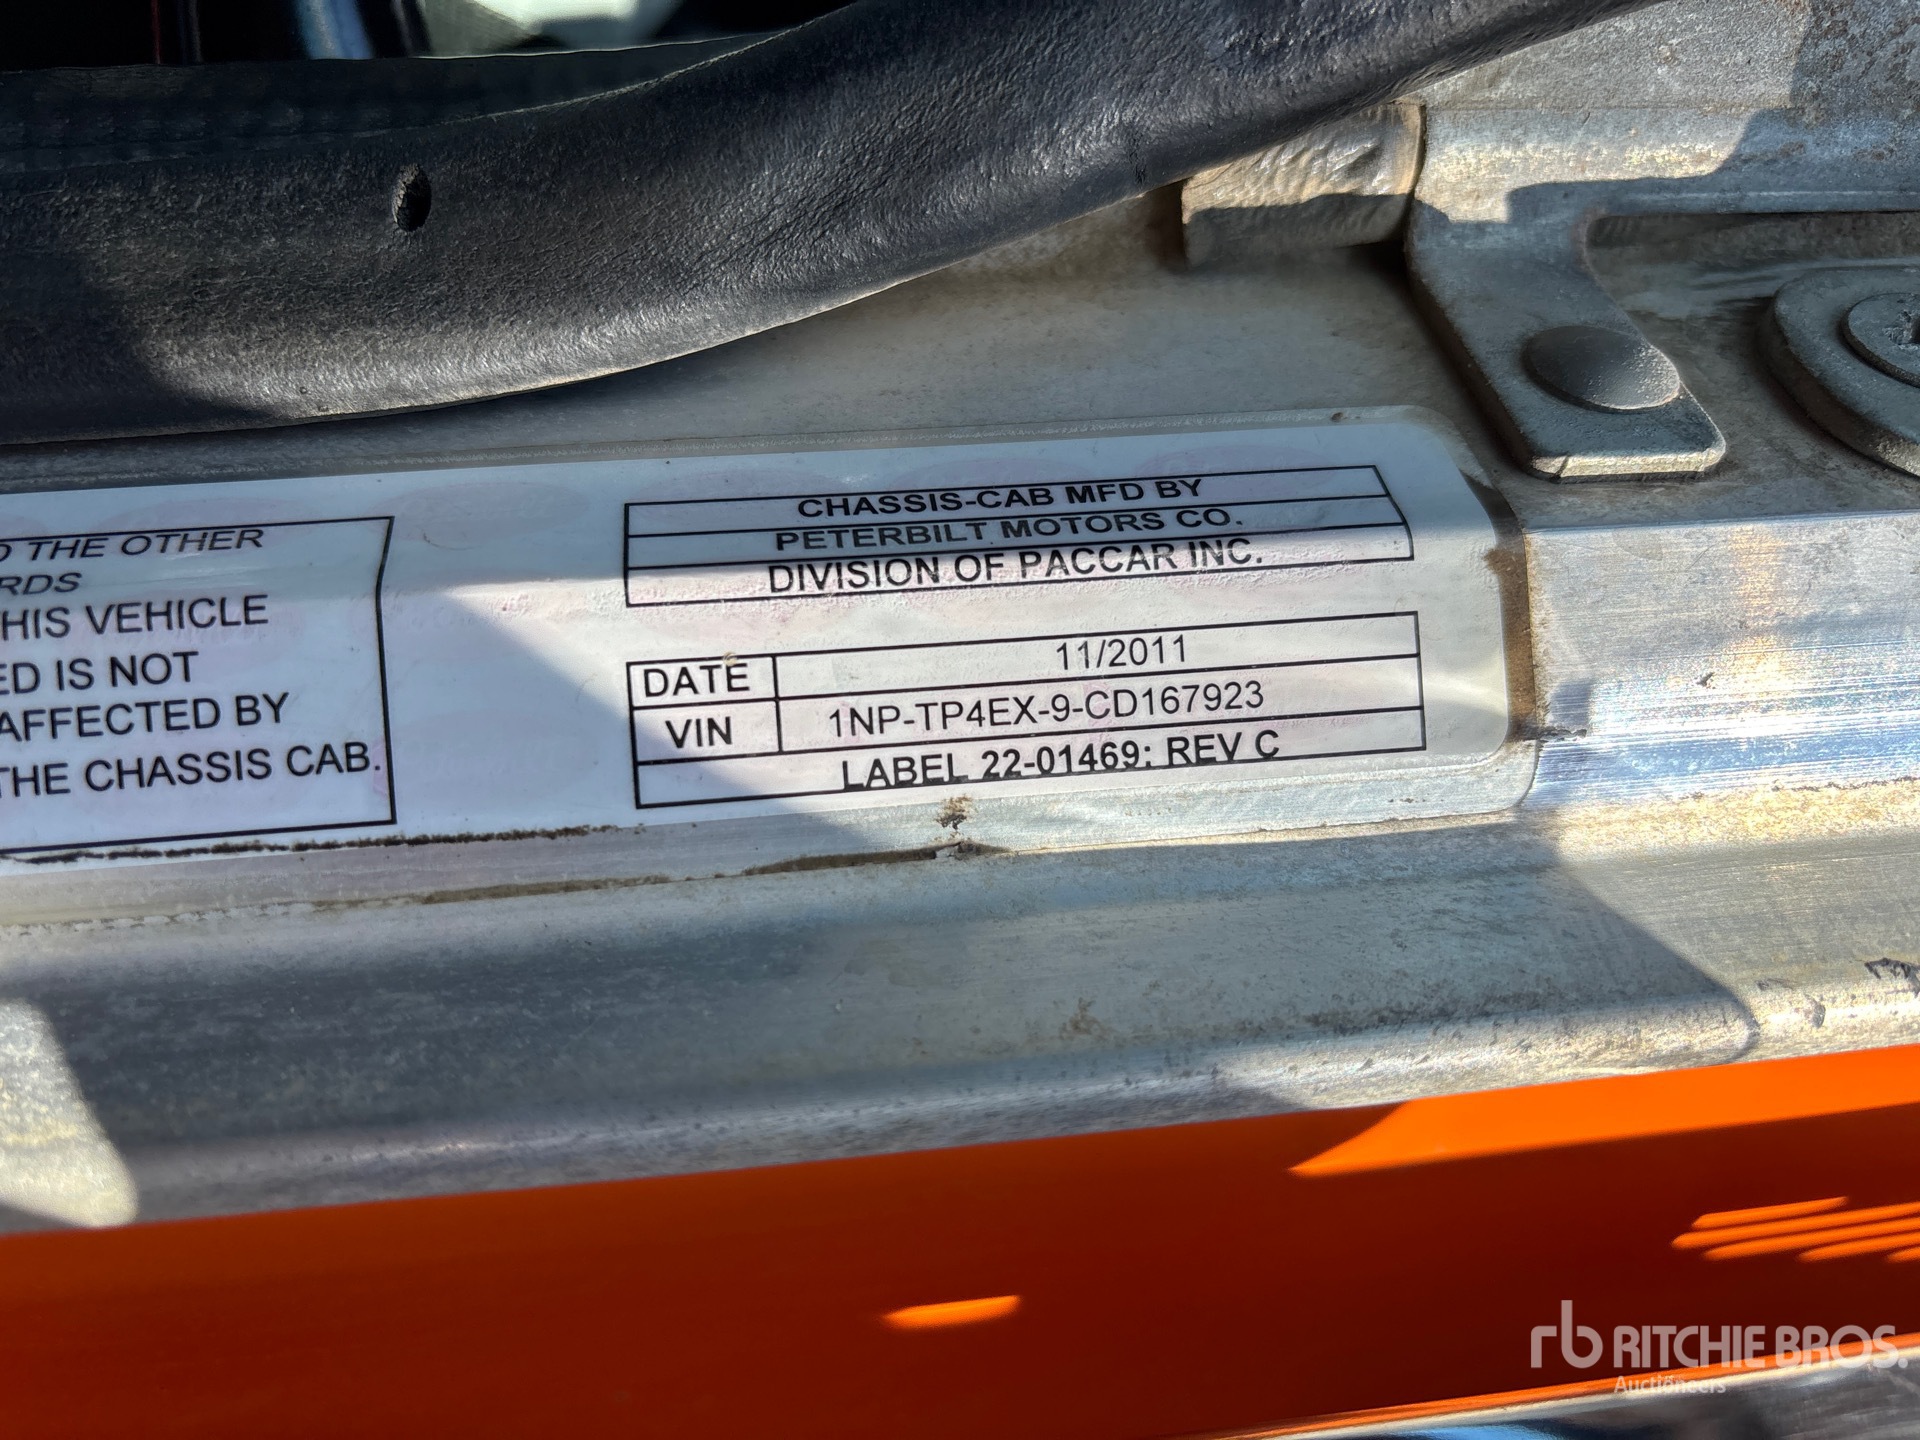 O THE OTHER
RDS
HIS VEHICLE
ED IS NOT
AFFECTED BY
THE CHASSIS CAB.
CHASSIS-CAB MFD BY
PETERBILT MOTORS CO.
DIVISION OF PACCAR INC.
DATE 11/2011
VIN 1NP-TP4EX-9-CD167923
LABEL 22-01469; REV C
rb RITCHIE BROS.
Auctioneers